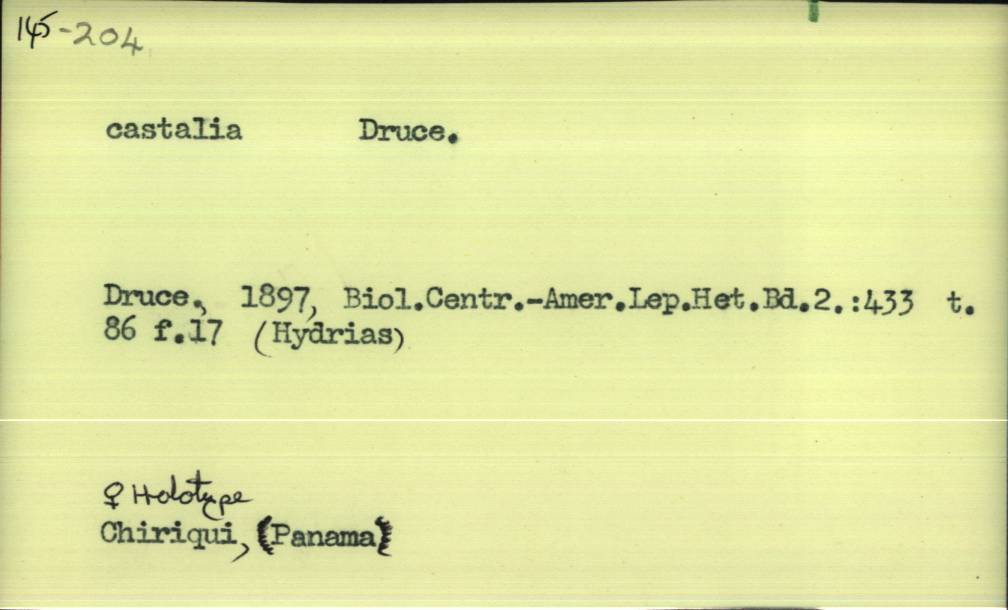 145-204
castalia Druce.
Druce., 1897, Biol.Centr.-Amer.Lep.Het.Bd.2.:433 t.
86 f.17 (Hydrias)
♀ Holotype
Chiriqui, (Panama)